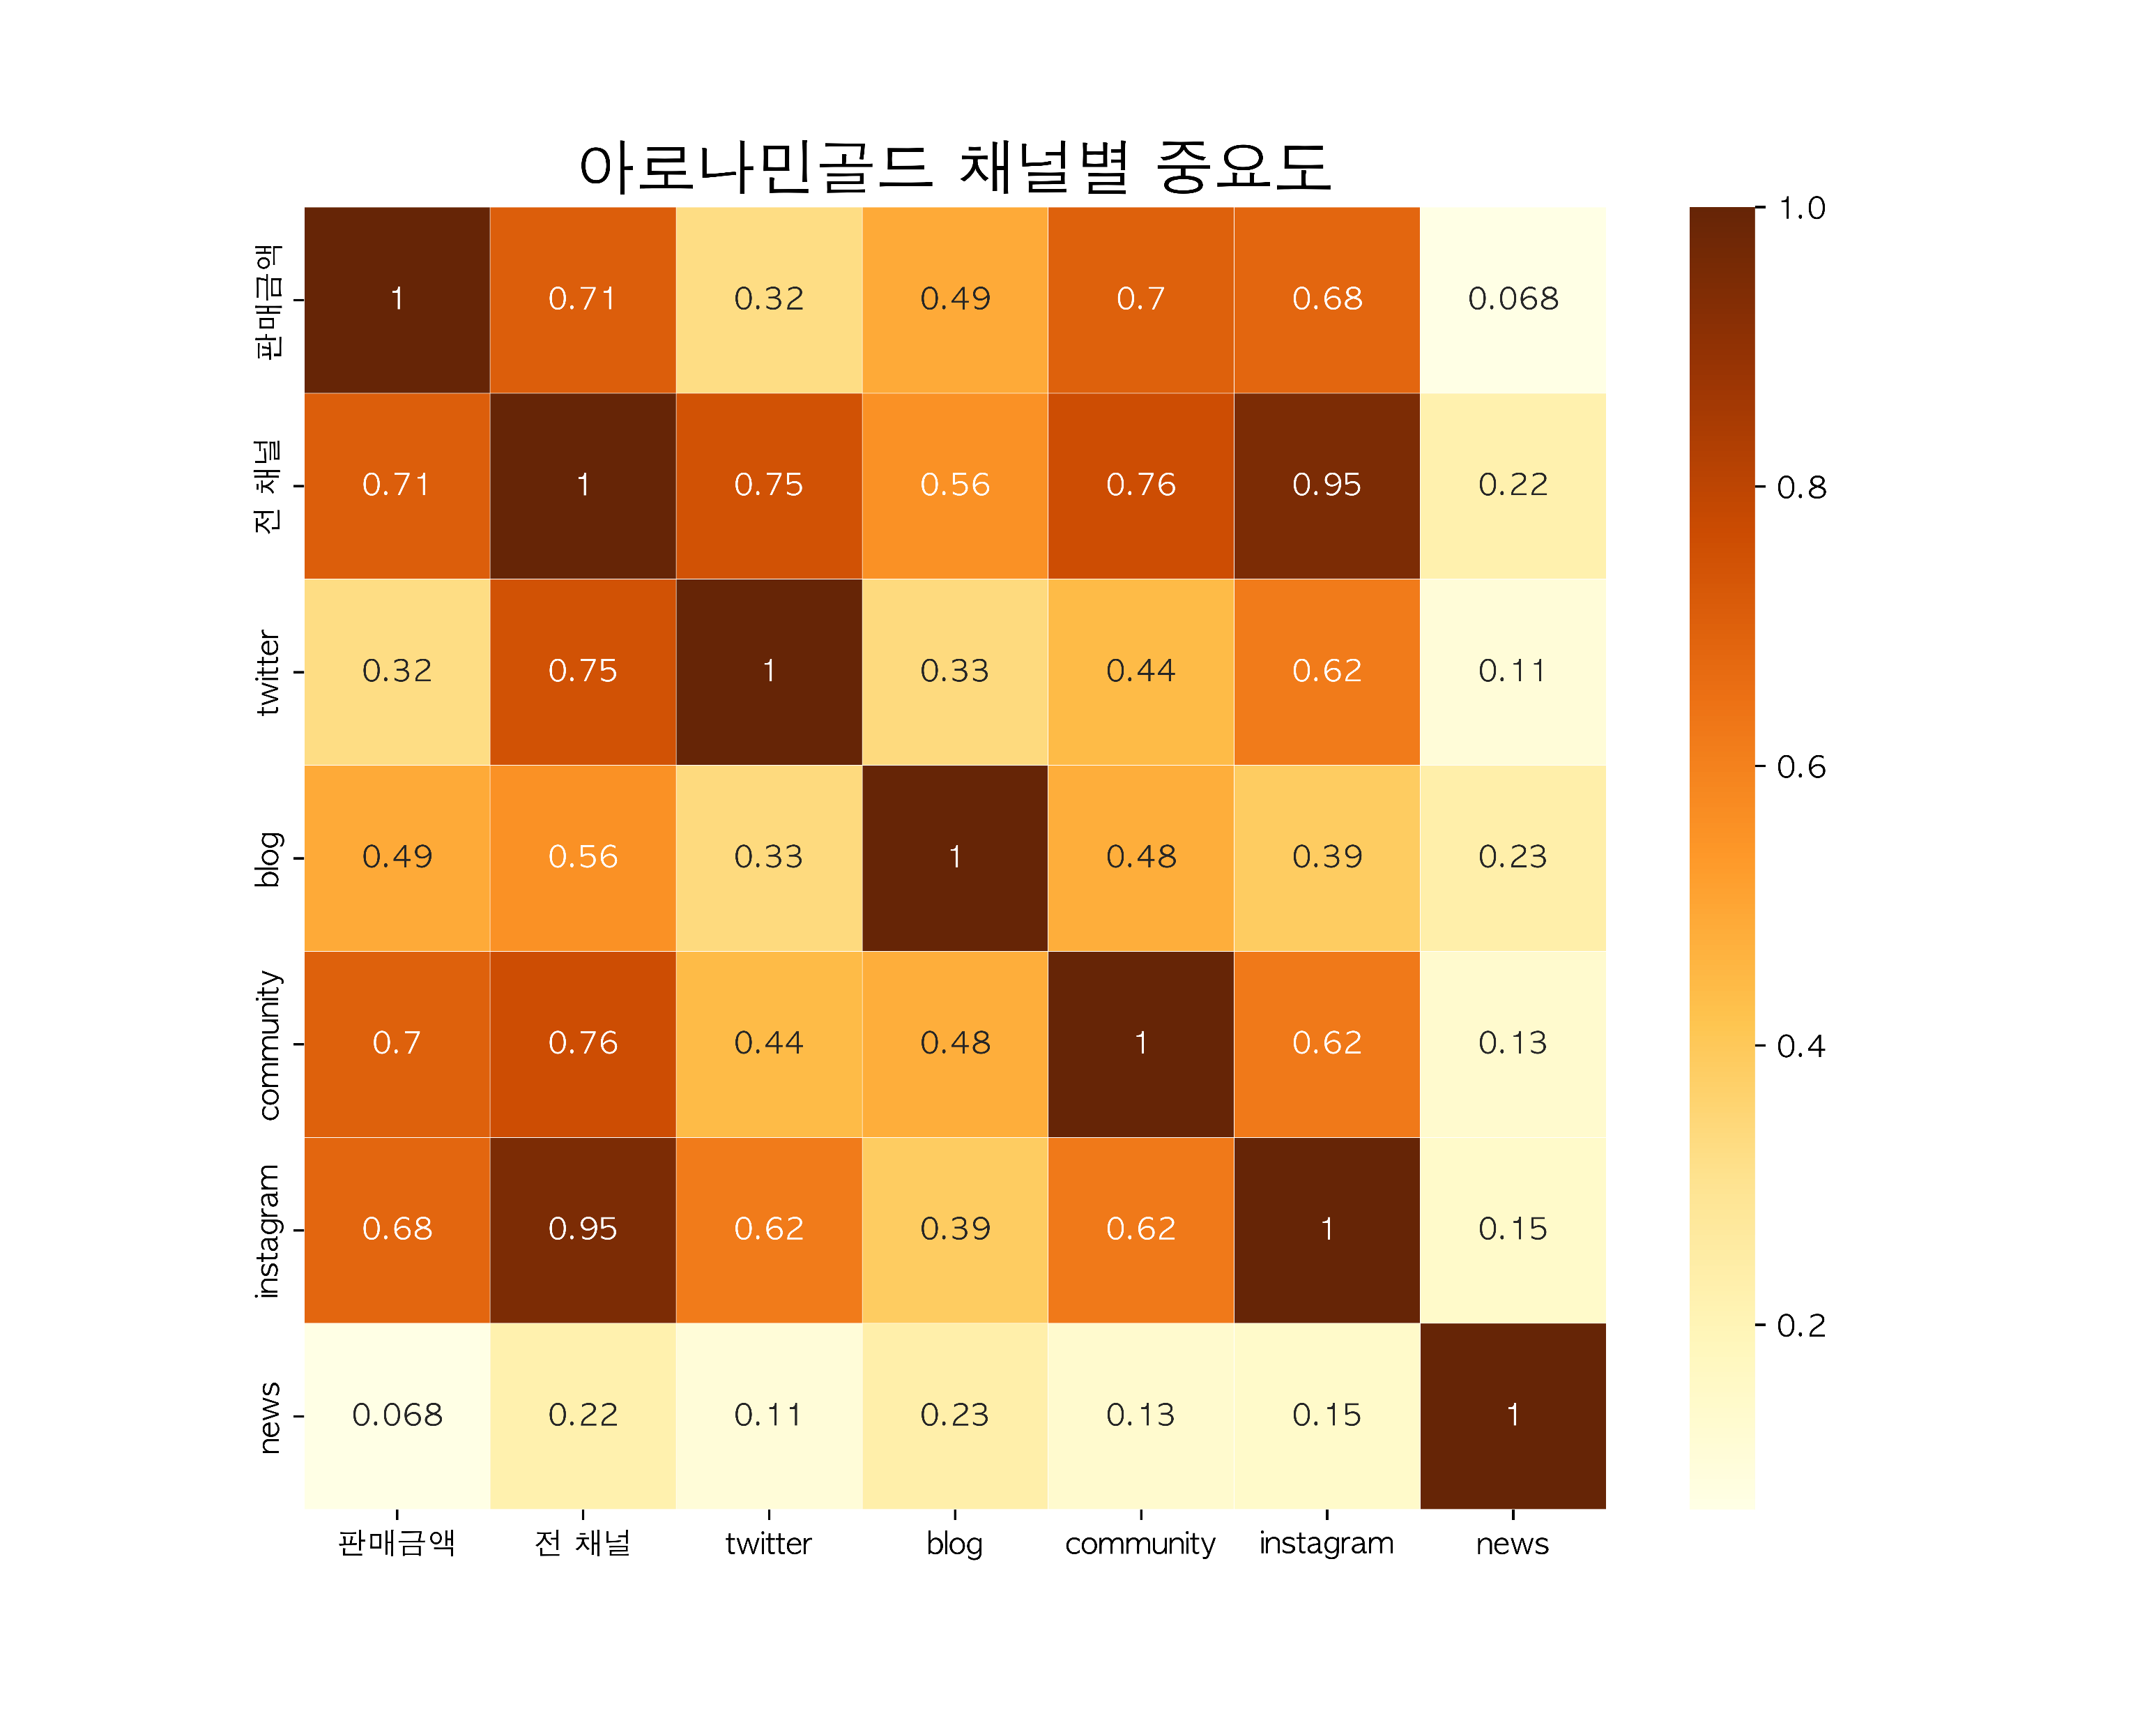 아로나민골드 채널별 중요도
판매금액 1 0.71 0.32 0.49 0.7 0.68 0.068
전 채널 0.71 1 0.75 0.56 0.76 0.95 0.22
twitter 0.32 0.75 1 0.33 0.44 0.62 0.11
blog 0.49 0.56 0.33 1 0.48 0.39 0.23
community 0.7 0.76 0.44 0.48 1 0.62 0.13
instagram 0.68 0.95 0.62 0.39 0.62 1 0.15
news 0.068 0.22 0.11 0.23 0.13 0.15 1
판매금액 전 채널 twitter blog community instagram news
1.0
0.8
0.6
0.4
0.2